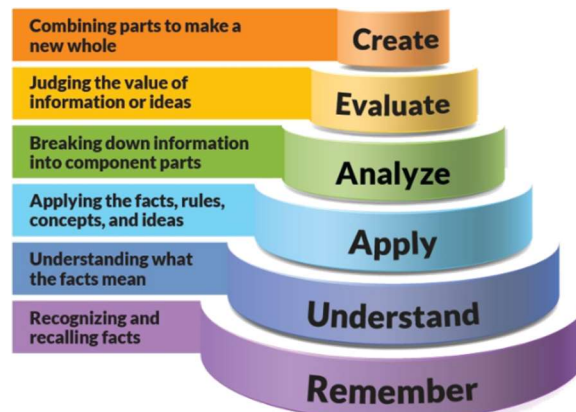 Combining parts to make a
new whole
Create
Judging the value of
information or ideas
Evaluate
Breaking down information
into component parts
Analyze
Applying the facts, rules,
concepts, and ideas
Apply
Understanding what
the facts mean
Understand
Recognizing and
recalling facts
Remember